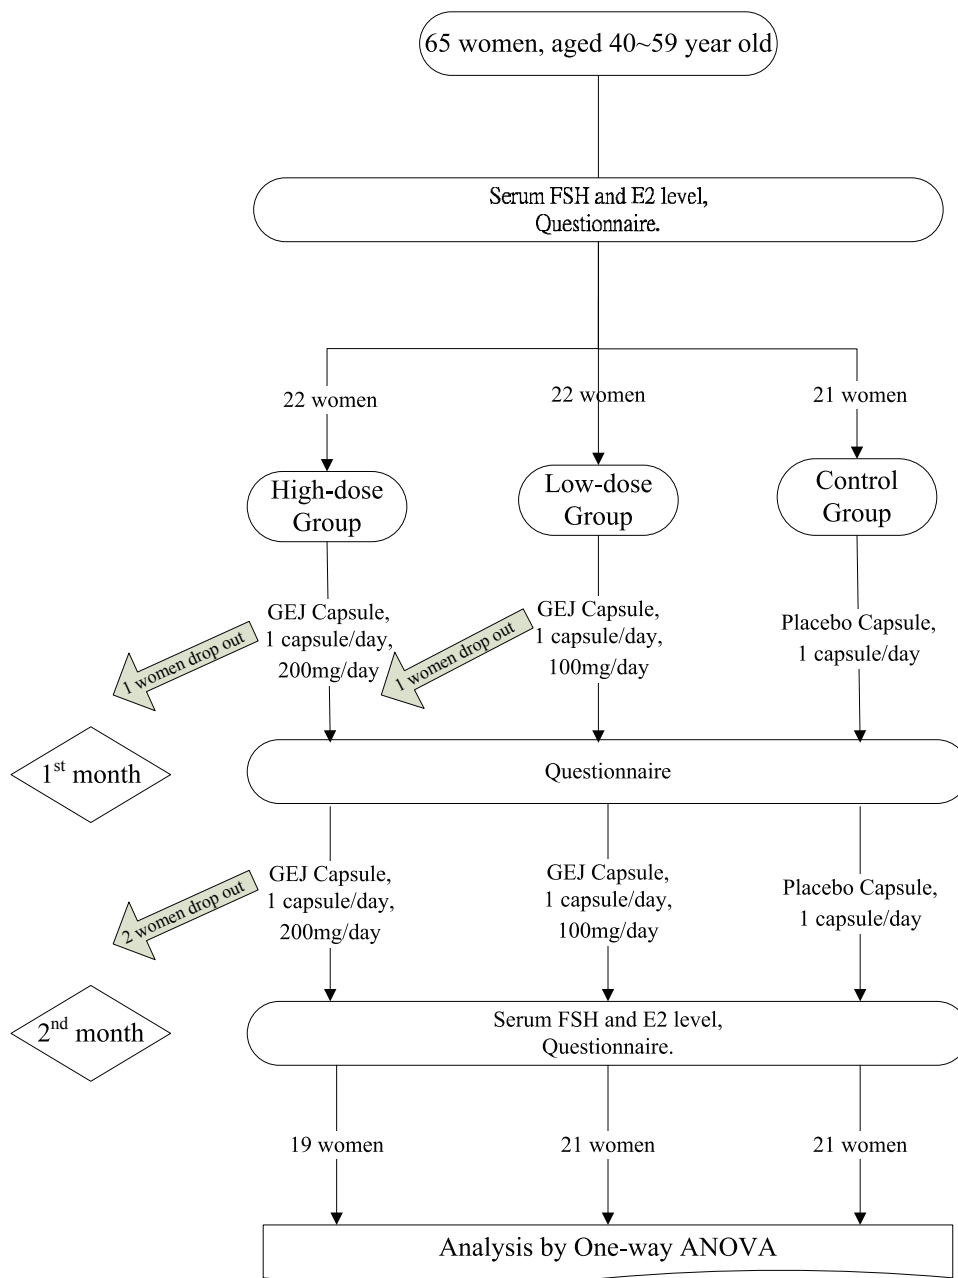 65 women, aged 40~59 year old
Serum FSH and E2 level,
Questionnaire.
22 women
22 women
21 women
High-dose
Group
Low-dose
Group
Control
Group
GEJ Capsule,
1 capsule/day,
200mg/day
1 women drop out
GEJ Capsule,
1 capsule/day,
100mg/day
1 women drop out
Placebo Capsule,
1 capsule/day
1st month
Questionnaire
GEJ Capsule,
1 capsule/day,
200mg/day
2 women drop out
GEJ Capsule,
1 capsule/day,
100mg/day
Placebo Capsule,
1 capsule/day
2nd month
Serum FSH and E2 level,
Questionnaire.
19 women
21 women
21 women
Analysis by One-way ANOVA